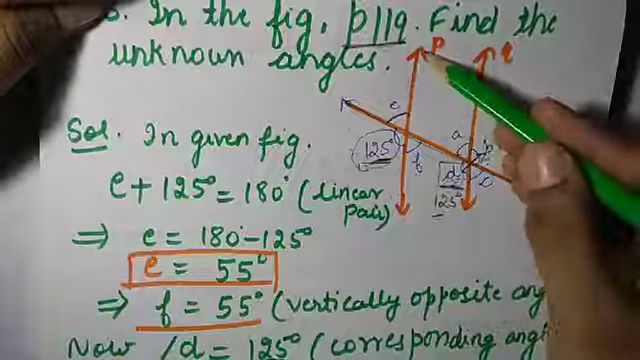 In the fig, p||q. Find the
unknown angles.
p
q
e
125°
f
a
b
d
c
125°
Sol. In given fig.
e + 125° = 180° (linear
pair)
⇒ e = 180° - 125°
e = 55°
⇒ f = 55° (vertically opposite
Now ∠d = 125° (corresponding